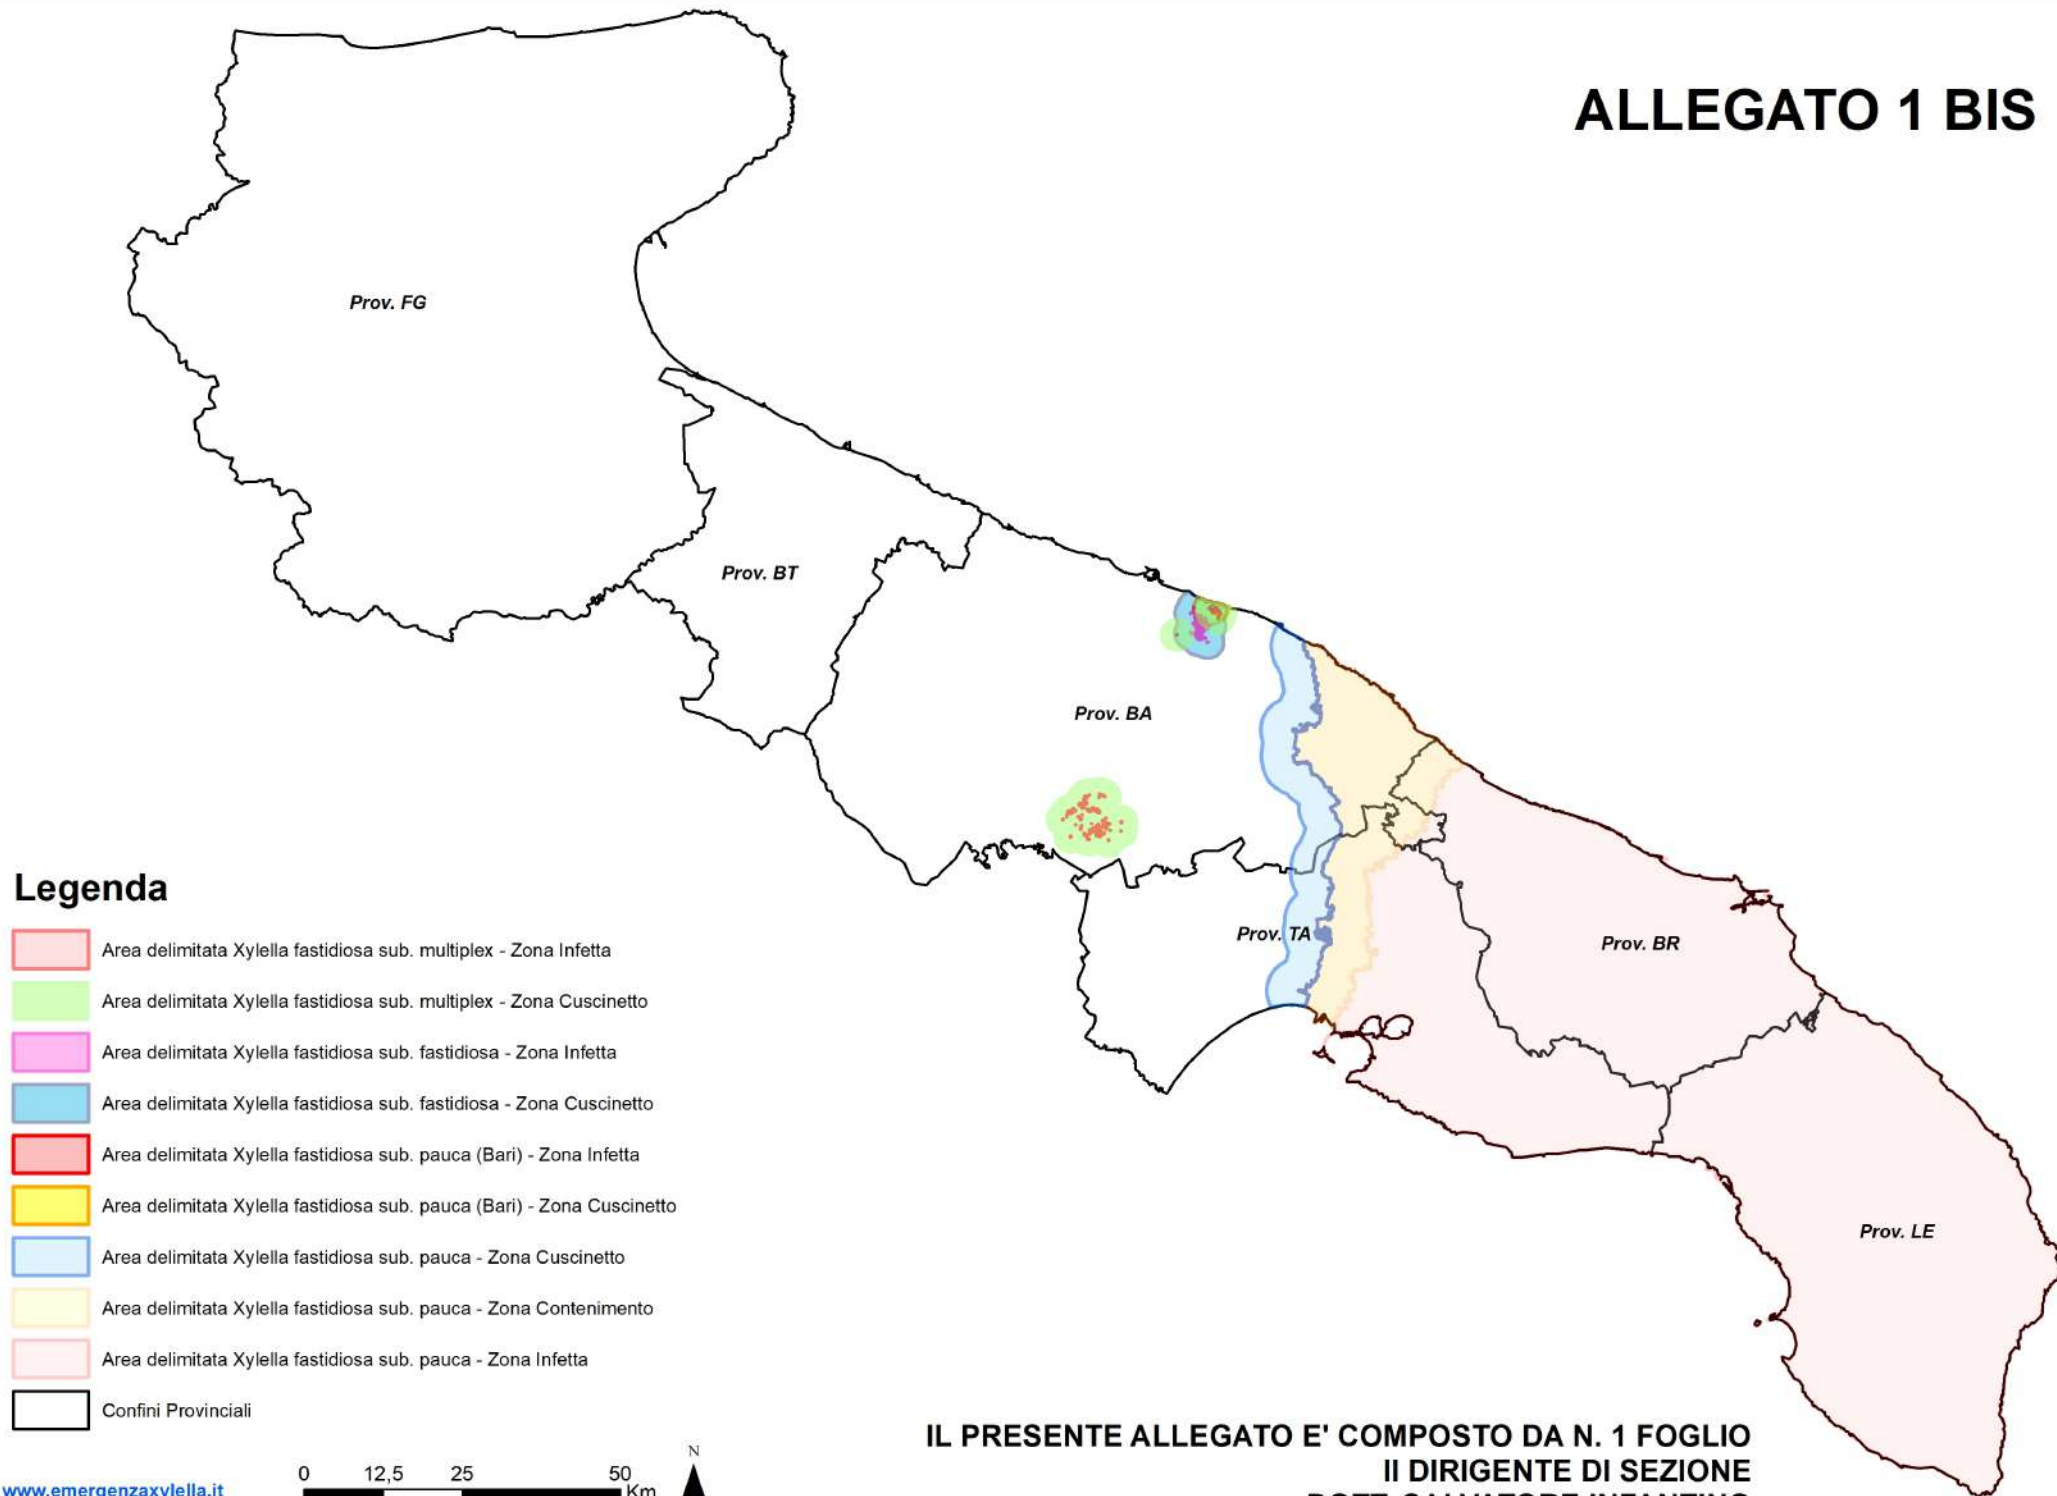 ALLEGATO 1 BIS
Prov. FG
Prov. BT
Prov. BA
Prov. TA
Prov. BR
Prov. LE
Legenda
Area delimitata Xylella fastidiosa sub. multiplex - Zona Infetta
Area delimitata Xylella fastidiosa sub. multiplex - Zona Cuscinetto
Area delimitata Xylella fastidiosa sub. fastidiosa - Zona Infetta
Area delimitata Xylella fastidiosa sub. fastidiosa - Zona Cuscinetto
Area delimitata Xylella fastidiosa sub. pauca (Bari) - Zona Infetta
Area delimitata Xylella fastidiosa sub. pauca (Bari) - Zona Cuscinetto
Area delimitata Xylella fastidiosa sub. pauca - Zona Cuscinetto
Area delimitata Xylella fastidiosa sub. pauca - Zona Contenimento
Area delimitata Xylella fastidiosa sub. pauca - Zona Infetta
Confini Provinciali
www.emergenzaxylella.it
0 12,5 25 50
Km
N
IL PRESENTE ALLEGATO E' COMPOSTO DA N. 1 FOGLIO
Il DIRIGENTE DI SEZIONE
DOTT. SALVATORE INFANTINO